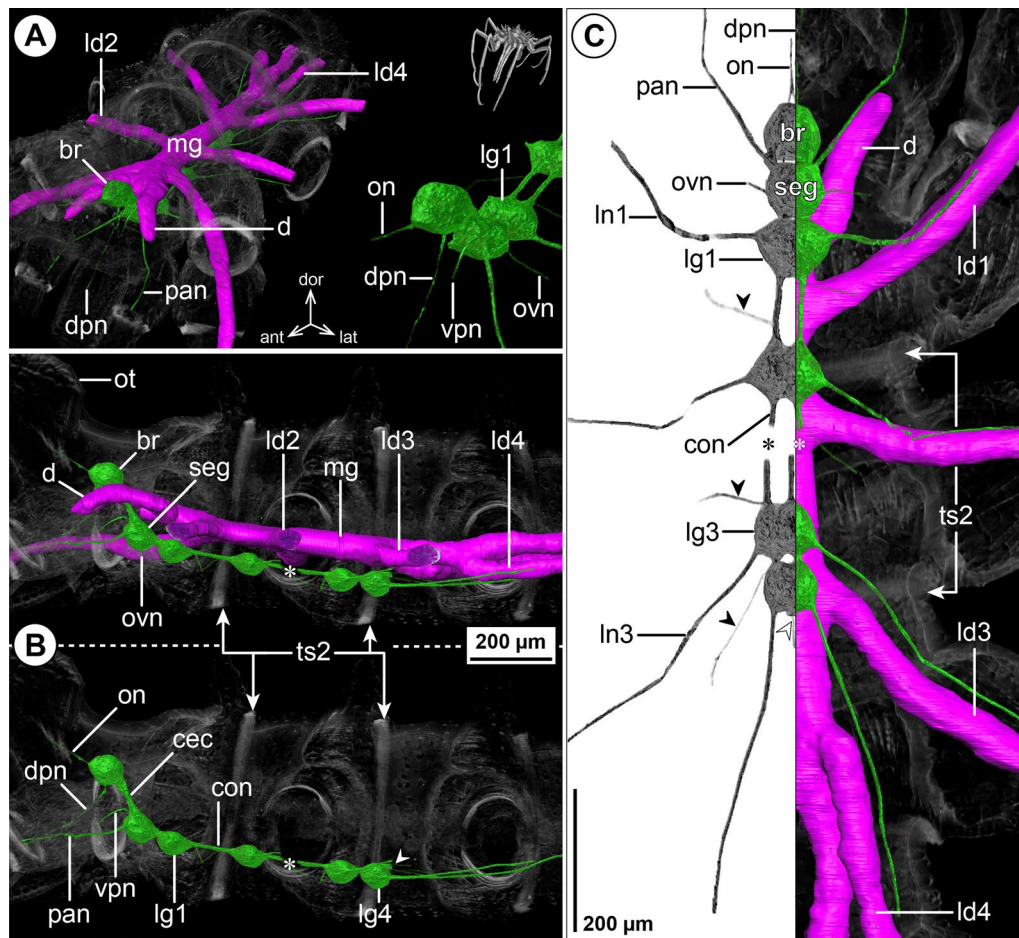 A
ld2
ld4
mg
br
d
pan
dpn
dor
ant
lat
lg1
on
dpn
vpn
ovn
ot
br
d
seg
ld2
mg
ld3
ld4
ovn
*
ts2
200 µm
B
on
cec
dpn
con
*
pan
vpn
lg1
lg4
C
dpn
on
pan
br
d
ovn
seg
ln1
lg1
ld1
con
* *
ts2
lg3
ln3
ld3
200 µm
ld4